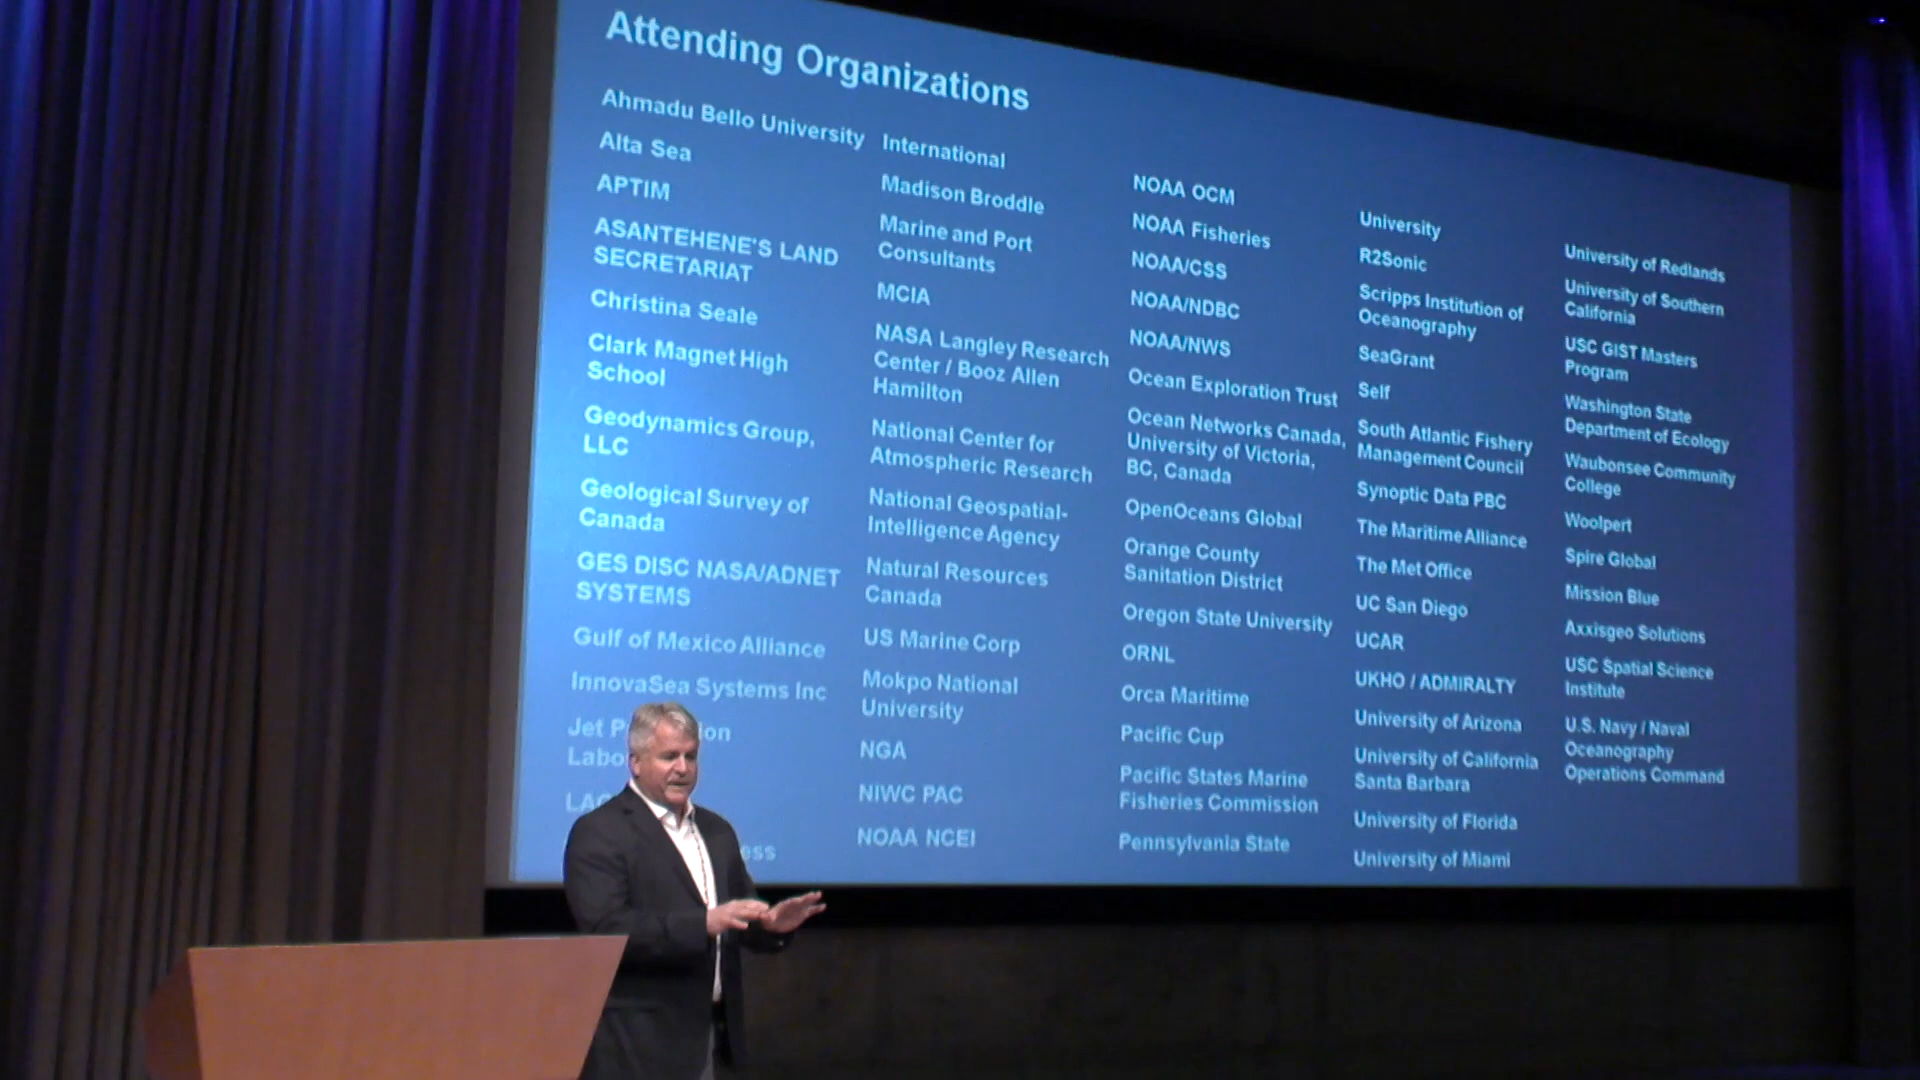 Attending Organizations
Ahmadu Bello University
Alta Sea
APTIM
ASANTEHENE'S LAND
SECRETARIAT
Christina Seale
Clark Magnet High
School
Geodynamics Group,
LLC
Geological Survey of
Canada
GES DISC NASA/ADNET
SYSTEMS
Gulf of Mexico Alliance
InnovaSea Systems Inc
Jet
International
Madison Broddle
Marine and Port
Consultants
MCIA
NASA Langley Research
Center / Booz Allen
Hamilton
National Center for
Atmospheric Research
National Geospatial-
Intelligence Agency
Natural Resources
Canada
US Marine Corp
Mokpo National
University
NGA
NIWC PAC
NOAA NCEI
NOAA OCM
NOAA Fisheries
NOAA/CSS
NOAA/NDBC
NOAA/NWS
Ocean Exploration Trust
Ocean Networks Canada,
University of Victoria,
BC, Canada
OpenOceans Global
Orange County
Sanitation District
Oregon State University
ORNL
Orca Maritime
Pacific Cup
Pacific States Marine
Fisheries Commission
Pennsylvania State
University
R2Sonic
Scripps Institution of
Oceanography
SeaGrant
Self
South Atlantic Fishery
Management Council
Synoptic Data PBC
The Maritime Alliance
The Met Office
UC San Diego
UCAR
UKHO / ADMIRALTY
University of Arizona
University of California
Santa Barbara
University of Florida
University of Miami
University of Redlands
University of Southern
California
USC GIST Masters
Program
Washington State
Department of Ecology
Waubonsee Community
College
Woolpert
Spire Global
Mission Blue
Axxisgeo Solutions
USC Spatial Science
Institute
U.S. Navy / Naval
Oceanography
Operations Command